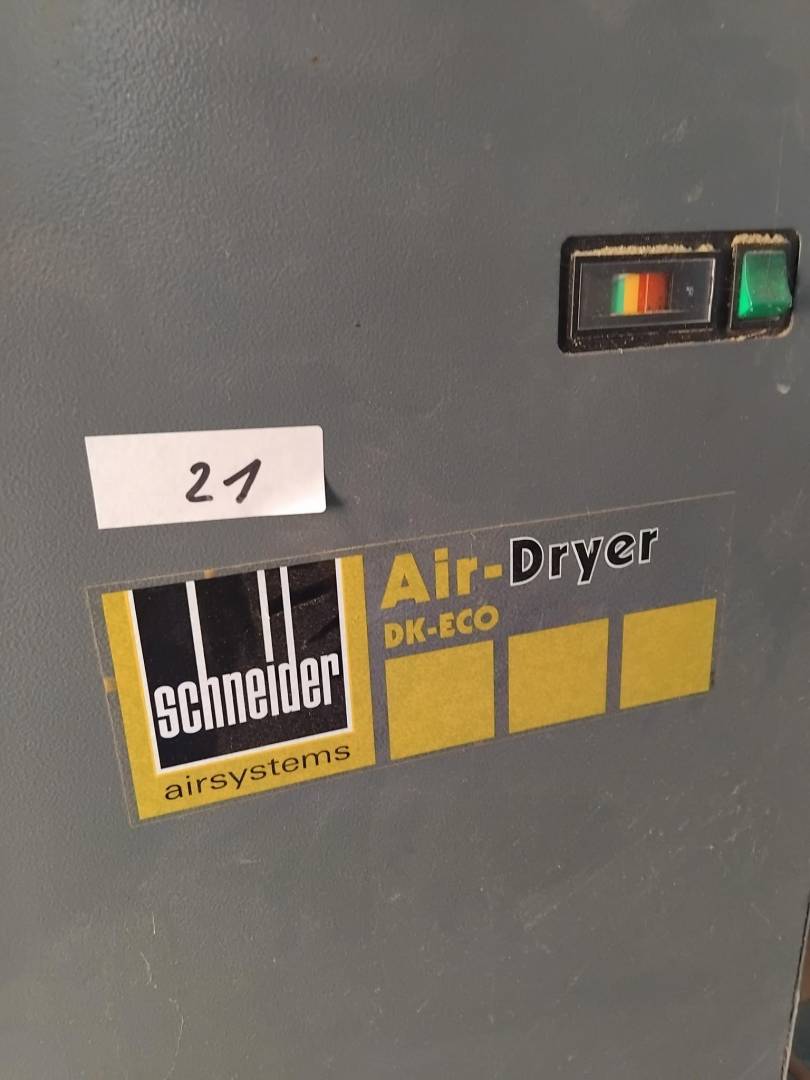 21
Air-Dryer
DK-ECO
schneider
airsystems